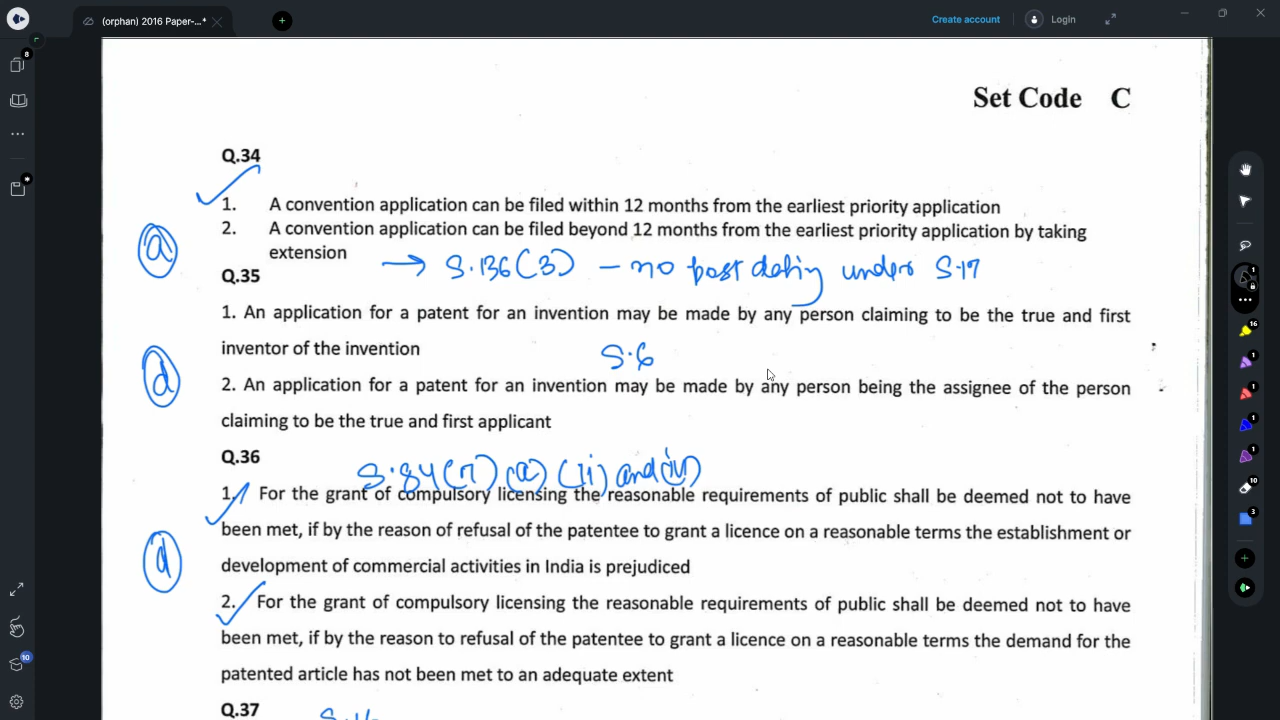 (orphan) 2016 Paper-...*
Create account
Login
Set Code C
Q.34
1. A convention application can be filed within 12 months from the earliest priority application
2. A convention application can be filed beyond 12 months from the earliest priority application by taking
extension
a
→ S.136(3) – no post dating under S.17
Q.35
1. An application for a patent for an invention may be made by any person claiming to be the true and first
inventor of the invention
S.6
d
2. An application for a patent for an invention may be made by any person being the assignee of the person
claiming to be the true and first applicant
Q.36
S.84(7) (a) (ii) and (iv)
1. For the grant of compulsory licensing the reasonable requirements of public shall be deemed not to have
been met, if by the reason of refusal of the patentee to grant a licence on a reasonable terms the establishment or
development of commercial activities in India is prejudiced
d
2. For the grant of compulsory licensing the reasonable requirements of public shall be deemed not to have
been met, if by the reason to refusal of the patentee to grant a licence on a reasonable terms the demand for the
patented article has not been met to an adequate extent
Q.37
8
10
1
16
1
1
1
1
10
3